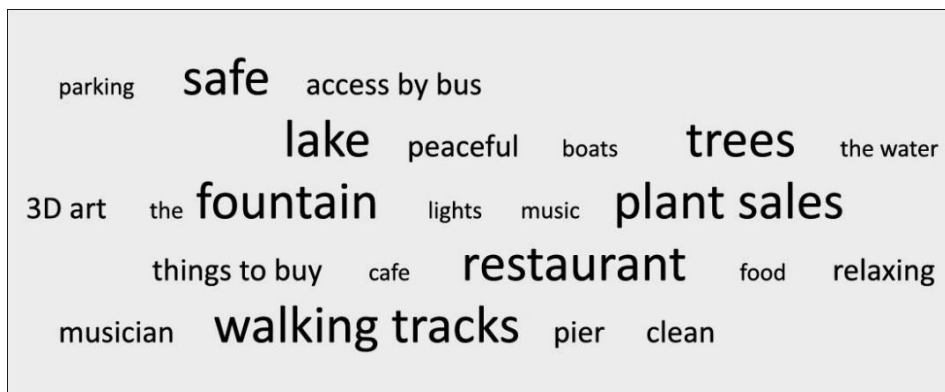 parking safe access by bus
lake peaceful boats trees the water
3D art the fountain lights music plant sales
things to buy cafe restaurant food relaxing
musician walking tracks pier clean